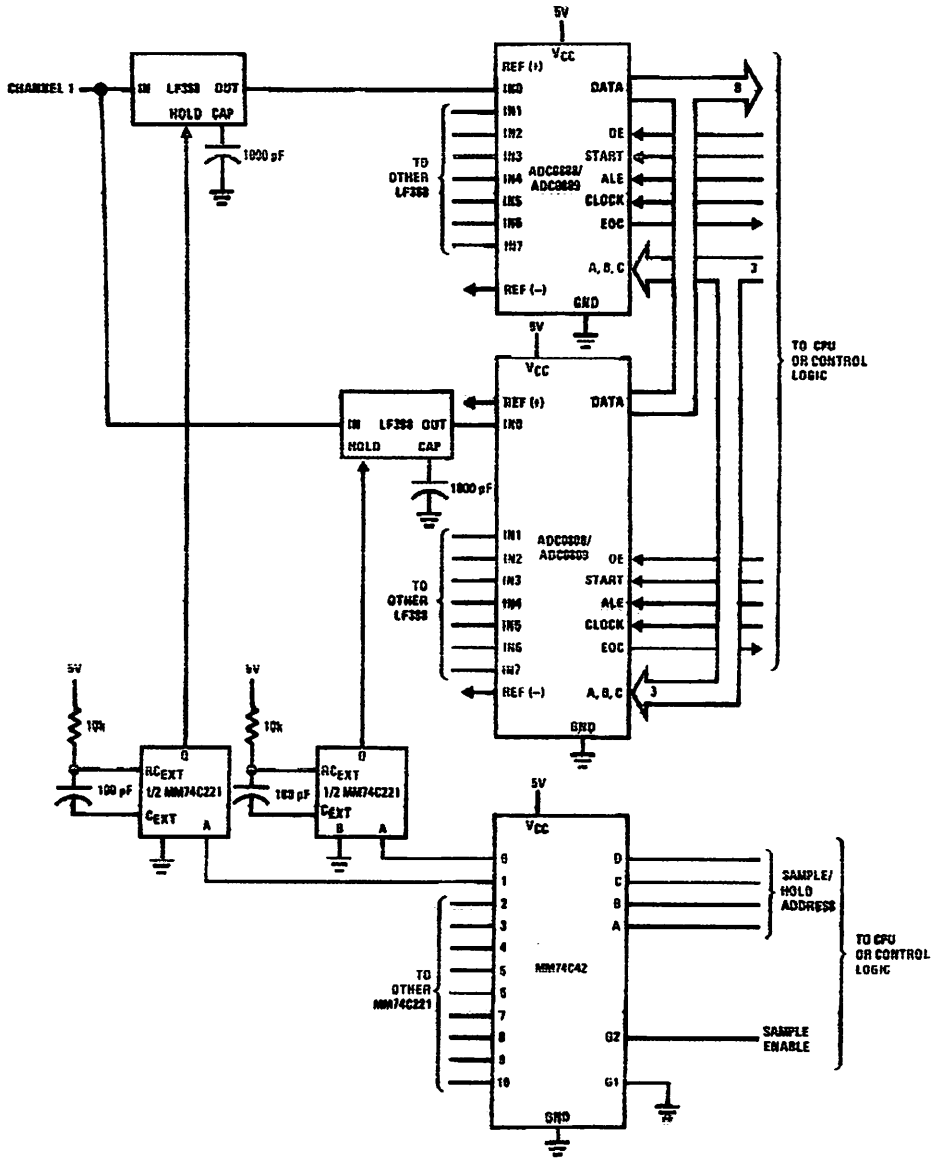 5V
VCC
REF (+)
CHANNEL 1
IN LF398 OUT
HOLD CAP
1000 pF
IN0
IN1
IN2
IN3
IN4
IN5
IN6
IN7
TO
OTHER
LF398
ADC0808/
ADC0809
REF (-)
GND
DATA
8
OE
START
ALE
CLOCK
EOC
A, B, C
3
TO CPU
OR CONTROL
LOGIC
5V
VCC
REF (+)
IN0
DATA
IN LF398 OUT
HOLD CAP
1000 pF
ADC0808/
ADC0809
IN1
IN2
IN3
IN4
IN5
IN6
IN7
TO
OTHER
LF398
OE
START
ALE
CLOCK
EOC
REF (-)
A, B, C
3
GND
5V
10k
Q
RCEXT
100 pF
1/2 MM74C221
CEXT
A
5V
10k
Q
RCEXT
1/2 MM74C221
CEXT
B A
5V
VCC
0
1
2
3
4
5
6
7
8
9
10
TO
OTHER
MM74C221
MM74C42
D
C
B
A
SAMPLE/
HOLD
ADDRESS
TO CPU
OR CONTROL
LOGIC
G2
SAMPLE
ENABLE
G1
GND